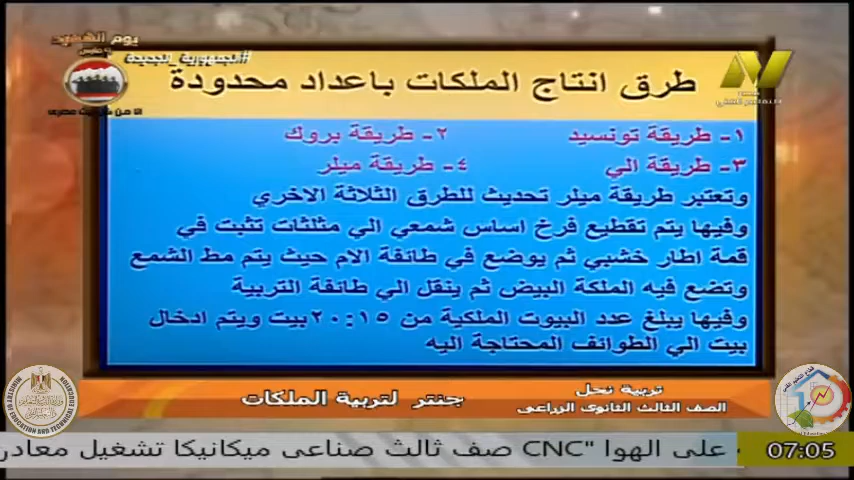 يوم الشهيد
#الجمهورية_الجديدة
طرق انتاج الملكات باعداد محدودة
١- طريقة تونسيد ٢- طريقة بروك
٣- طريقة الي ٤- طريقة ميلر
وتعتبر طريقة ميلر تحديث للطرق الثلاثة الاخري
وفيها يتم تقطيع فرخ اساس شمعي الي مثلثات تثبت في
قمة اطار خشبي ثم يوضع في طائفة الام حيث يتم مط الشمع
وتضع فيه الملكة البيض ثم ينقل الي طائفة التربية
وفيها يبلغ عدد البيوت الملكية من ٢٠:١٥بيت ويتم ادخال
بيت الي الطوائف المحتاجة اليه
تربية نحل
الصف الثالث الثانوى الزراعى
جنتر لتربية الملكات
على الهوا "CNC صف ثالث صناعى ميكانيكا تشغيل معادن
07:05